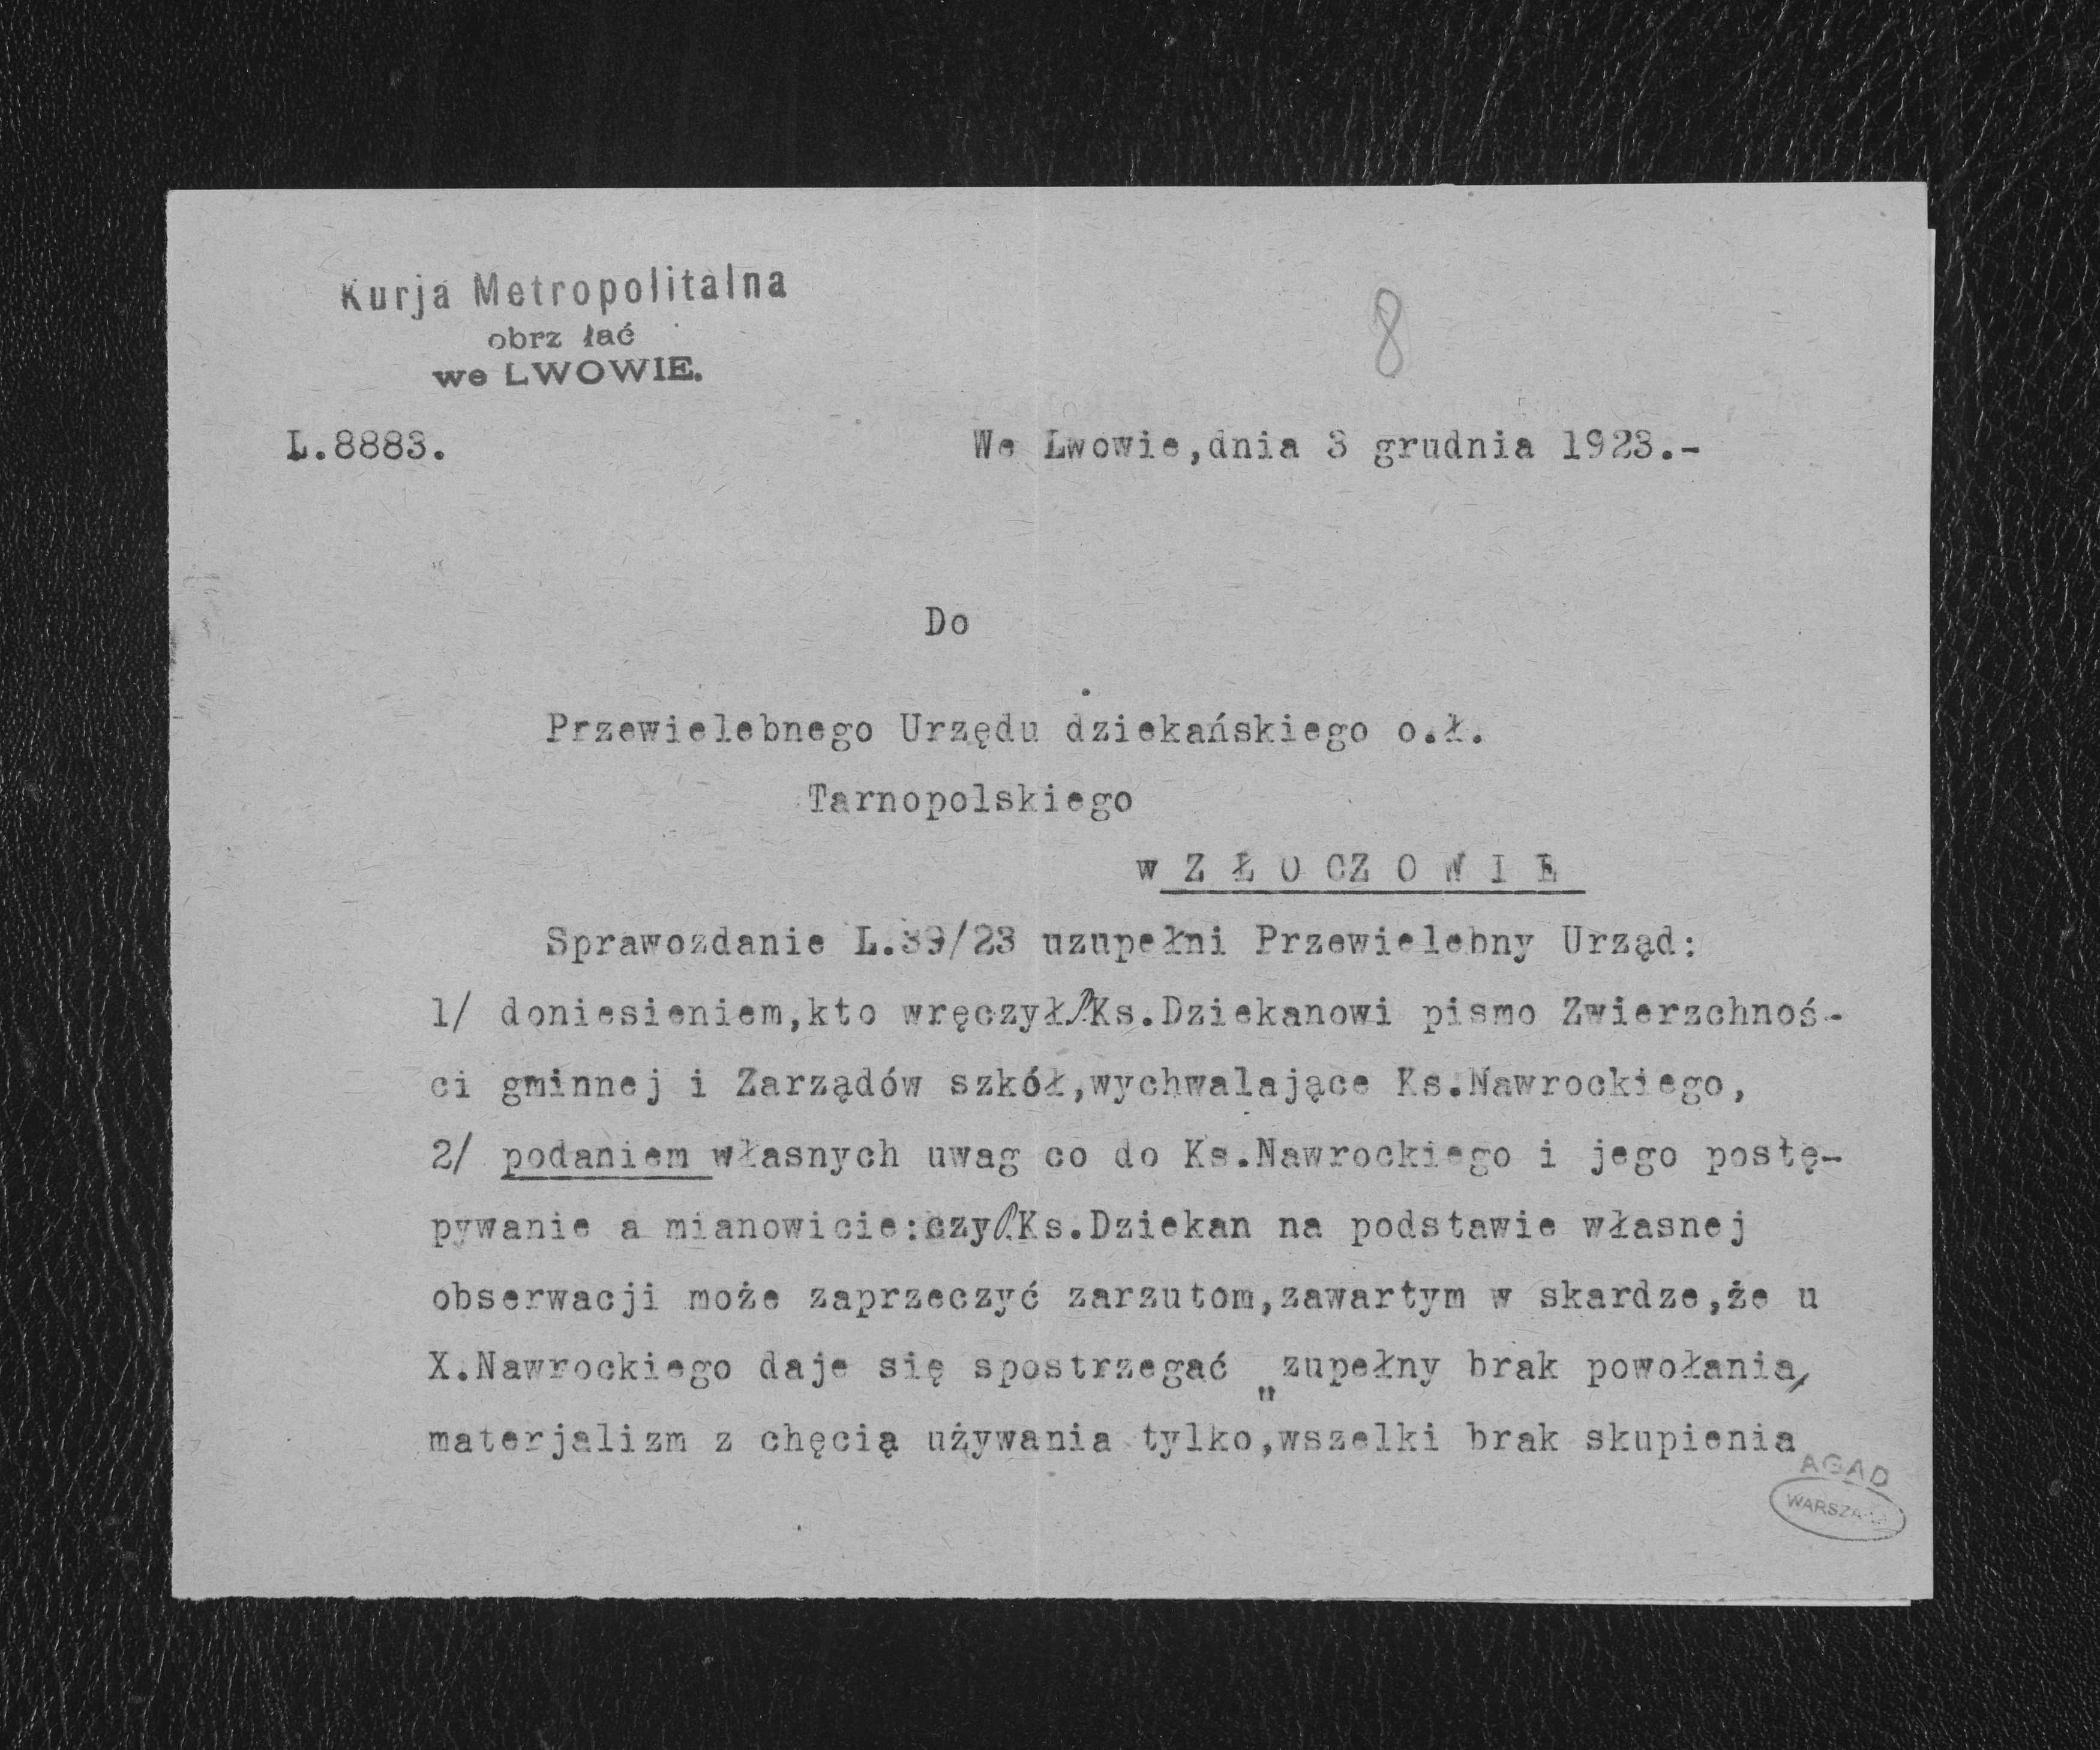 Kurja Metropolitalna
obrz łać
we LWOWIE.
8
L.8883.
We Lwowie,dnia 3 grudnia 1923.-
Do
Przewielebnego Urzędu dziekańskiego o.ł.
Tarnopolskiego
w Z Ł O CZ O W I E
Sprawozdanie L.39/23 uzupełni Przewielebny Urząd:
1/ doniesieniem,kto wręczył Ks.Dziekanowi pismo Zwierzchnoś-
ci gminnej i Zarządów szkół,wychwalające Ks.Nawrockiego,
2/ podaniem własnych uwag co do Ks.Nawrockiego i jego postę-
pywanie a mianowicie:czy Ks.Dziekan na podstawie własnej
obserwacji może zaprzeczyć zarzutom,zawartym w skardze,że u
X.Nawrockiego daje się spostrzegać „zupełny brak powołania,
materjalizm z chęcią używania tylko,wszelki brak skupienia
AGAD